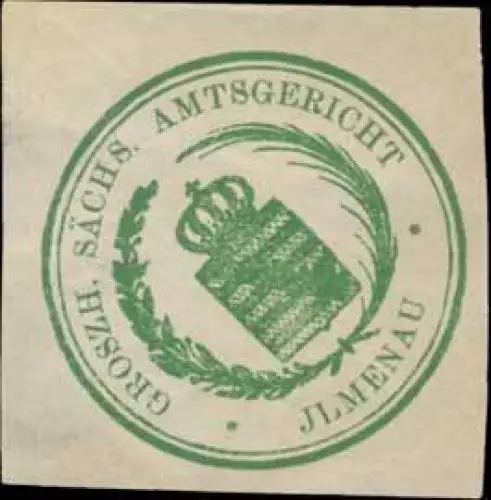 GROSZH. SÄCHS. AMTSGERICHT
JLMENAU